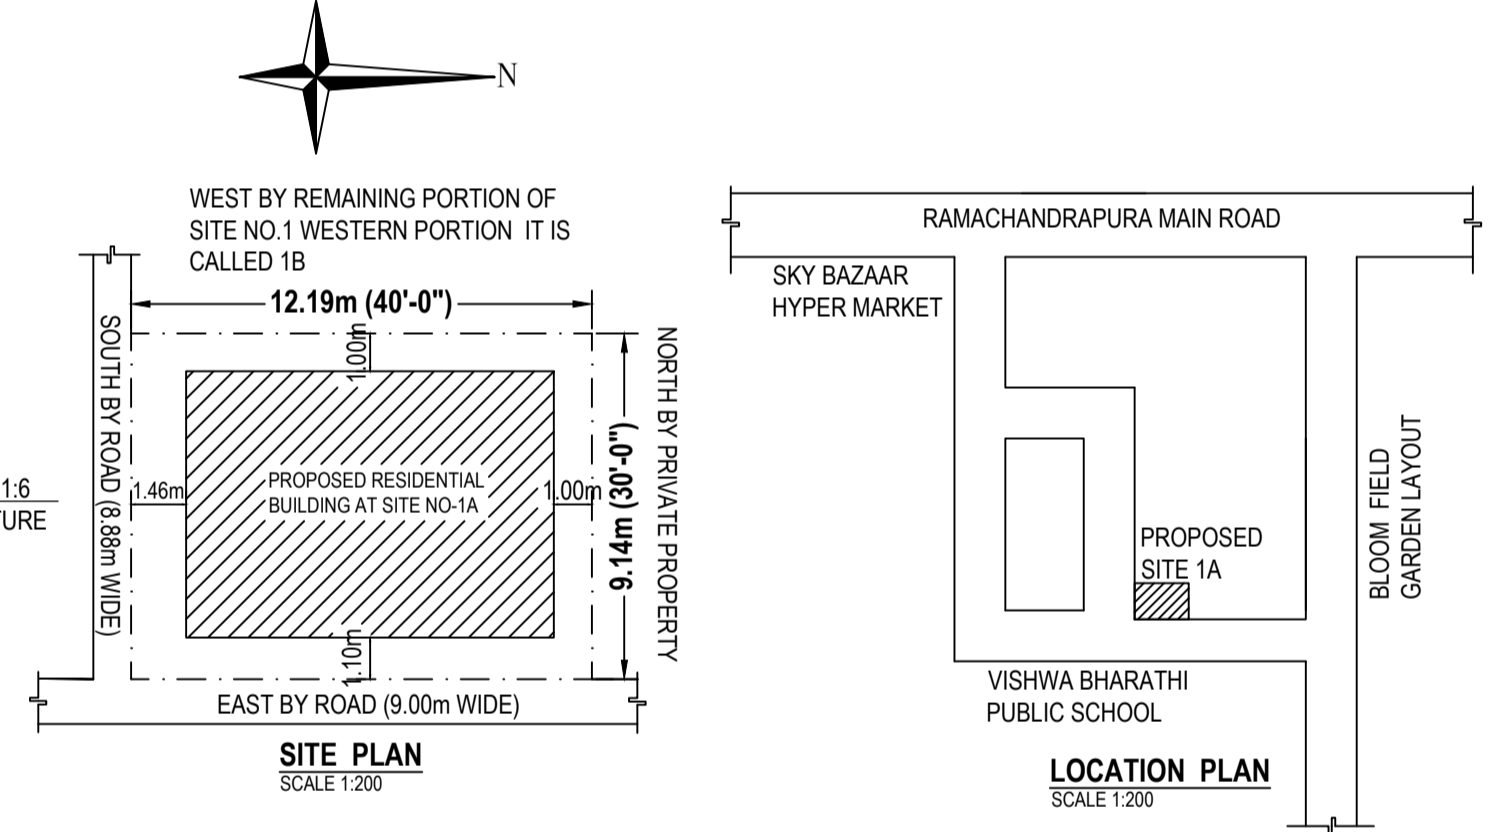 N
WEST BY REMAINING PORTION OF
SITE NO.1 WESTERN PORTION IT IS
CALLED 1B
12.19m (40'-0")
1.00m
SOUTH BY ROAD (8.88m WIDE)
1.46m
PROPOSED RESIDENTIAL
BUILDING AT SITE NO-1A
1.00m
9.14m (30'-0")
NORTH BY PRIVATE PROPERTY
1.10m
EAST BY ROAD (9.00m WIDE)
SITE PLAN
SCALE 1:200
1:6
TURE
RAMACHANDRAPURA MAIN ROAD
SKY BAZAAR
HYPER MARKET
PROPOSED
SITE 1A
BLOOM FIELD
GARDEN LAYOUT
VISHWA BHARATHI
PUBLIC SCHOOL
LOCATION PLAN
SCALE 1:200